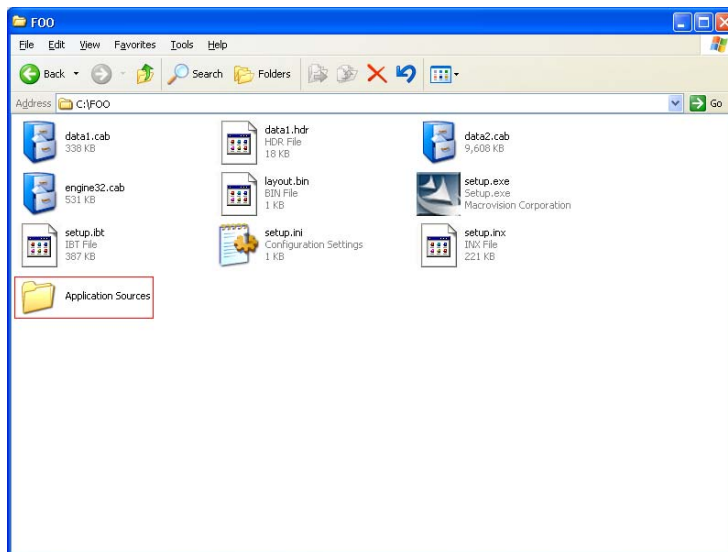 FOO
File Edit View Favorites Tools Help
Back Search Folders
Address C:\FOO Go
data1.cab
338 KB
data1.hdr
HDR File
18 KB
data2.cab
9,608 KB
engine32.cab
531 KB
layout.bin
BIN File
1 KB
setup.exe
Setup.exe
Macrovision Corporation
setup.ibt
IBT File
387 KB
setup.ini
Configuration Settings
1 KB
setup.inx
INX File
221 KB
Application Sources